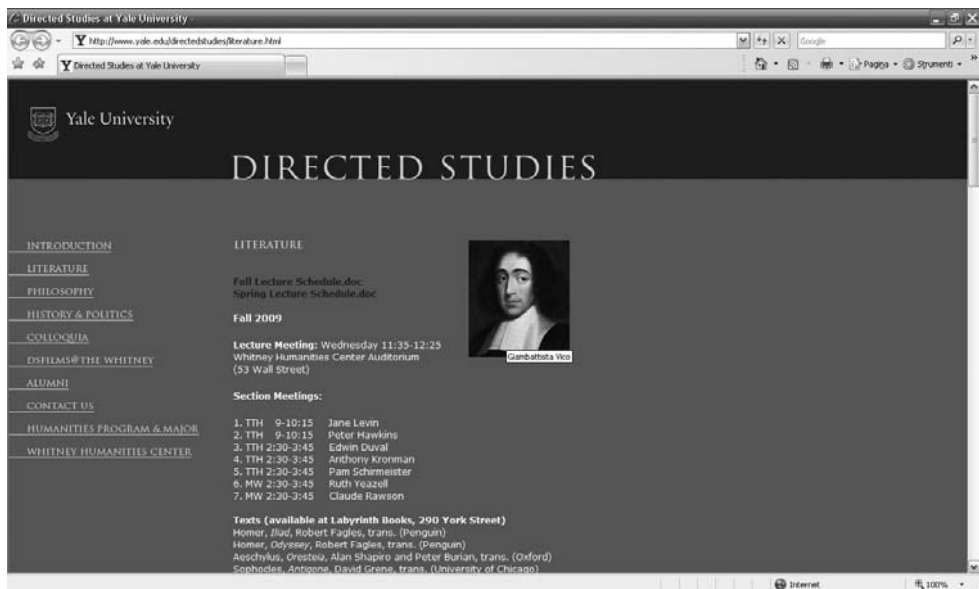 Directed Studies at Yale University -
http://www.yale.edu/directedstudies/literature.html
Google
Directed Studies at Yale University
Pagina
Strumenti
Yale University
DIRECTED STUDIES
INTRODUCTION
LITERATURE
PHILOSOPHY
HISTORY & POLITICS
COLLOQUIA
DSFILMS@THE WHITNEY
ALUMNI
CONTACT US
HUMANITIES PROGRAM & MAJOR
WHITNEY HUMANITIES CENTER
LITERATURE
Fall Lecture Schedule.doc
Spring Lecture Schedule.doc
Fall 2009
Lecture Meeting: Wednesday 11:35-12:25
Whitney Humanities Center Auditorium
(53 Wall Street)
Section Meetings:
1. TTH 9-10:15 Jane Levin
2. TTH 9-10:15 Peter Hawkins
3. TTH 2:30-3:45 Edwin Duval
4. TTH 2:30-3:45 Anthony Kronman
5. TTH 2:30-3:45 Pam Schirmeister
6. MW 2:30-3:45 Ruth Yeazell
7. MW 2:30-3:45 Claude Rawson
Texts (available at Labyrinth Books, 290 York Street)
Homer, Iliad, Robert Fagles, trans. (Penguin)
Homer, Odyssey, Robert Fagles, trans. (Penguin)
Aeschylus, Oresteia, Alan Shapiro and Peter Burian, trans. (Oxford)
Sophocles, Antigone, David Grene, trans. (University of Chicago)
Giambattista Vico
Internet
100%